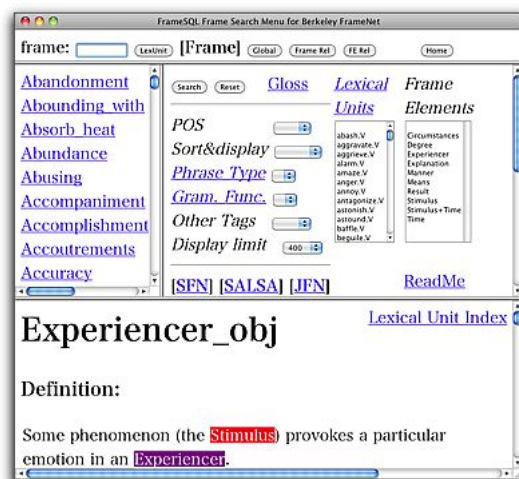 FrameSQL Frame Search Menu for Berkeley FrameNet
frame: LexUnit [Frame] Global Frame Rel FE Rel Home
Abandonment
Abounding_with
Absorb_heat
Abundance
Abusing
Accompaniment
Accomplishment
Accoutrements
Accuracy
Search Reset Gloss
POS
Sort&display
Phrase Type
Gram. Func.
Other Tags
Display limit 400
[SFN] [SALSA] [JFN]
Lexical
Units
abash.V
aggravate.V
aggrieve.V
alarm.V
amaze.V
anger.V
annoy.V
antagonize.V
astonish.V
astound.V
baffle.V
beguile.V
Frame
Elements
Circumstances
Degree
Experiencer
Explanation
Manner
Means
Result
Stimulus
Stimulus+Time
Time
ReadMe
Experiencer_obj
Lexical Unit Index
Definition:
Some phenomenon (the Stimulus) provokes a particular
emotion in an Experiencer.